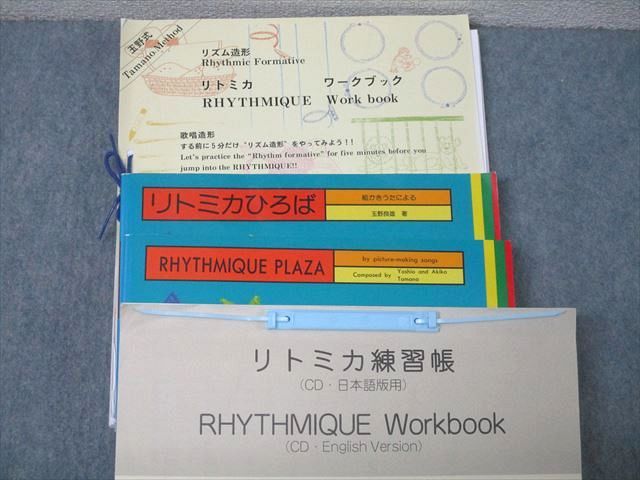 玉野式
Tamano Method
リズム造形
Rhythmic Formative
リトミカ ワークブック
RHYTHMIQUE Work book
歌唱造形
する前に5分だけ"リズム造形"をやってみよう!!
Let's practice the "Rhythm formative" for five minutes before you
jump into the RHYTHMIQUE!!
リトミカひろば
絵かきうたによる
玉野良雄 著
RHYTHMIQUE PLAZA
by picture-making songs
Composed by Yoshio and Akiko
Tamano
リトミカ練習帳
(CD・日本語版用)
RHYTHMIQUE Workbook
(CD・English Version)